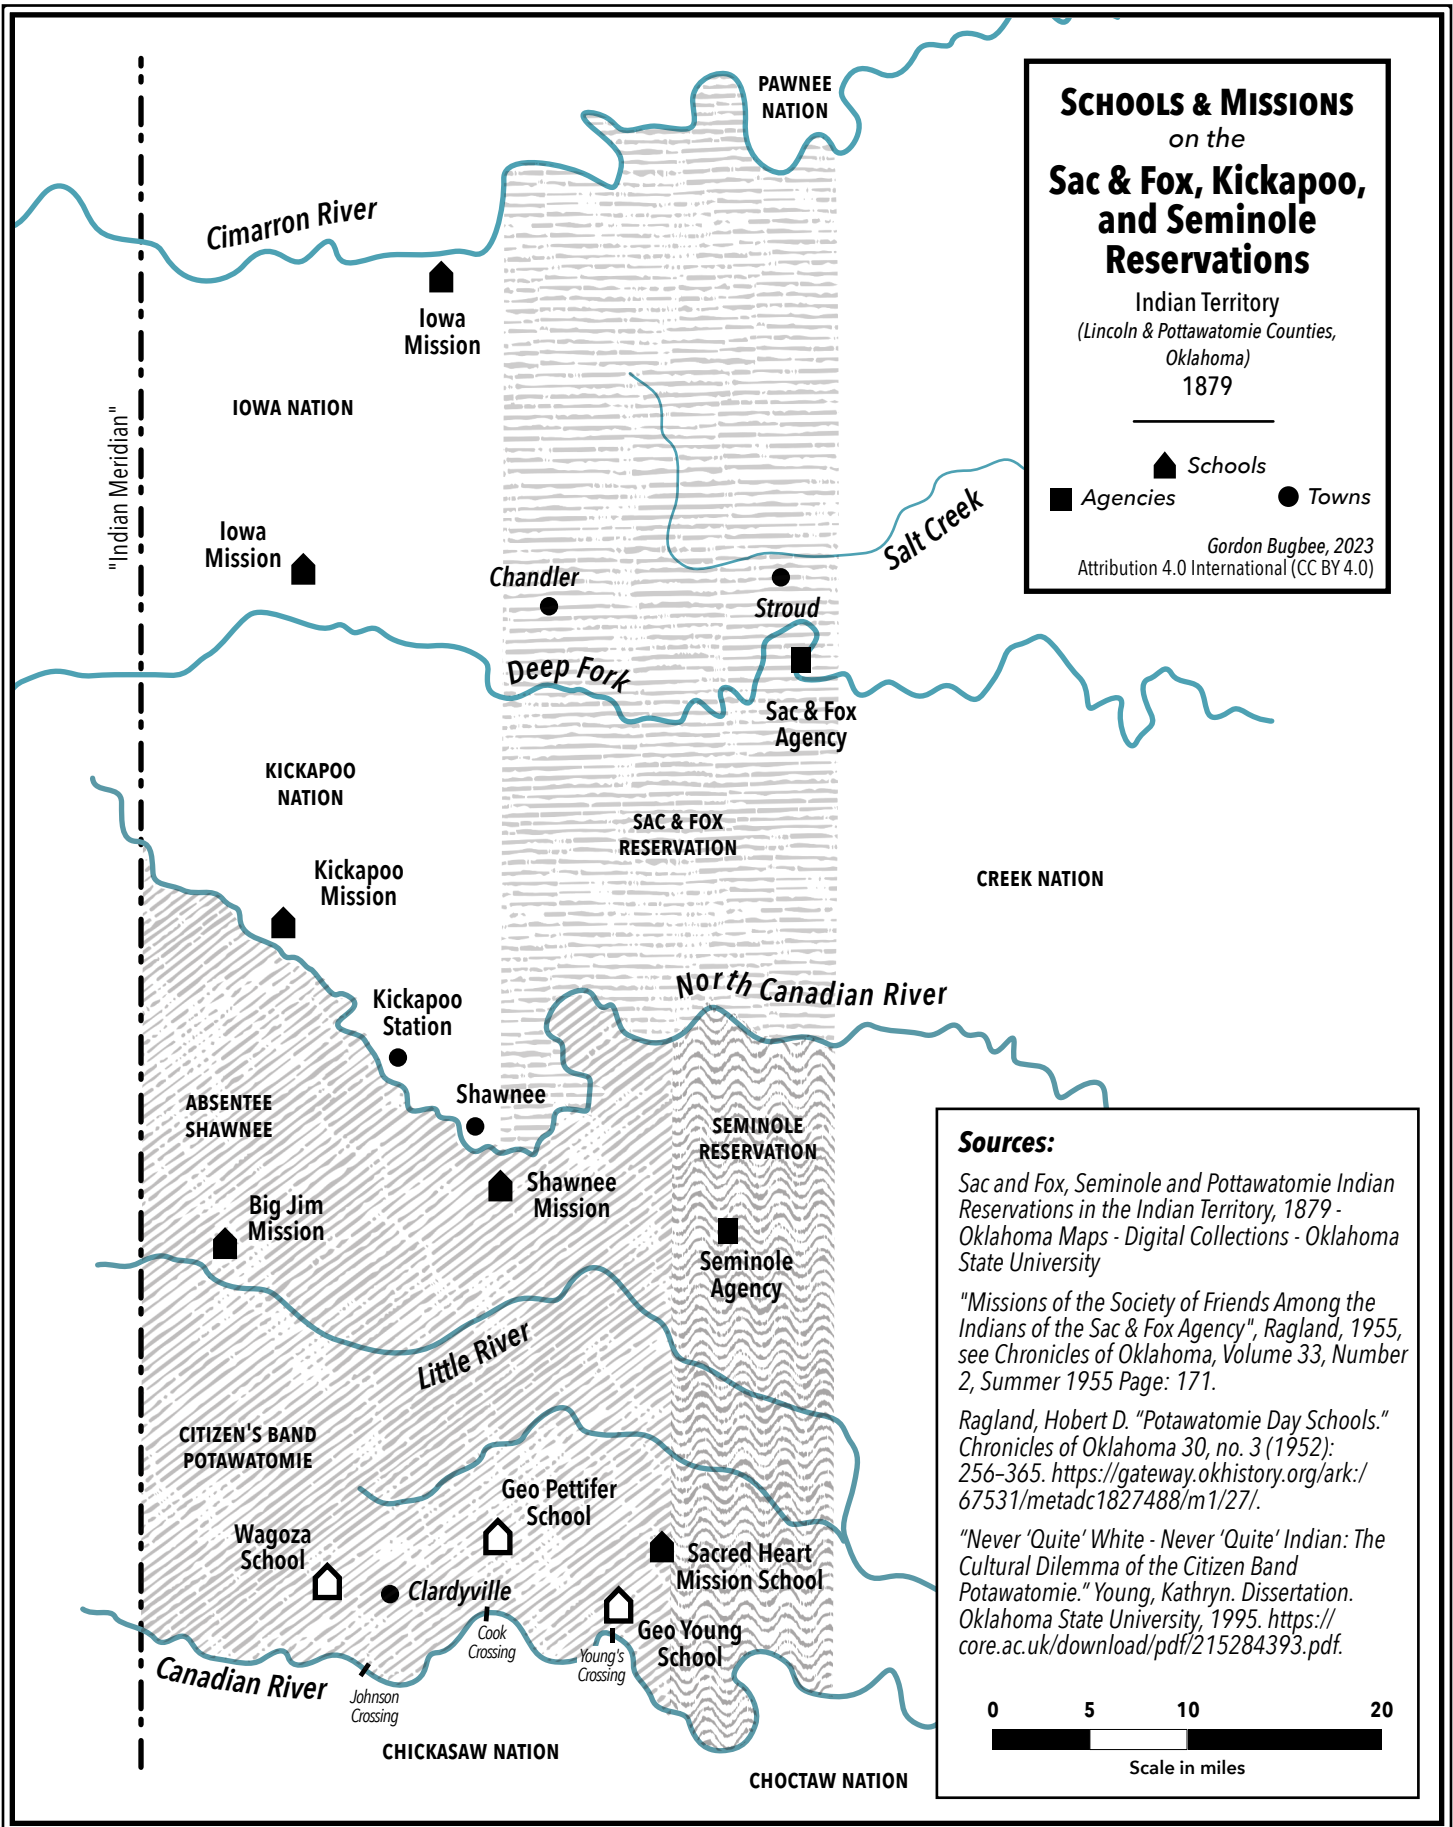 SCHOOLS & MISSIONS
on the
Sac & Fox, Kickapoo,
and Seminole
Reservations
Indian Territory
(Lincoln & Pottawatomie Counties,
Oklahoma)
1879
Schools
Agencies
Towns
Gordon Bugbee, 2023
Attribution 4.0 International (CC BY 4.0)
PAWNEE
NATION
Cimarron River
Iowa
Mission
IOWA NATION
"Indian Meridian"
Iowa
Mission
Salt Creek
Chandler
Stroud
Deep Fork
Sac & Fox
Agency
KICKAPOO
NATION
SAC & FOX
RESERVATION
Kickapoo
Mission
CREEK NATION
North Canadian River
Kickapoo
Station
Shawnee
ABSENTEE
SHAWNEE
SEMINOLE
RESERVATION
Shawnee
Mission
Big Jim
Mission
Seminole
Agency
Little River
CITIZEN'S BAND
POTAWATOMIE
Geo Pettifer
School
Wagoza
School
Sacred Heart
Mission School
Clardyville
Cook
Crossing
Geo Young
School
Young's
Crossing
Canadian River
Johnson
Crossing
CHICKASAW NATION
CHOCTAW NATION
Sources:
Sac and Fox, Seminole and Pottawatomie Indian
Reservations in the Indian Territory, 1879 -
Oklahoma Maps - Digital Collections - Oklahoma
State University
"Missions of the Society of Friends Among the
Indians of the Sac & Fox Agency", Ragland, 1955,
see Chronicles of Oklahoma, Volume 33, Number
2, Summer 1955 Page: 171.
Ragland, Hobert D. “Potawatomie Day Schools.”
Chronicles of Oklahoma 30, no. 3 (1952):
256–365. https://gateway.okhistory.org/ark:/
67531/metadc1827488/m1/27/.
“Never ‘Quite’ White - Never ‘Quite’ Indian: The
Cultural Dilemma of the Citizen Band
Potawatomie.” Young, Kathryn. Dissertation.
Oklahoma State University, 1995. https://
core.ac.uk/download/pdf/215284393.pdf.
0 5 10 20
Scale in miles